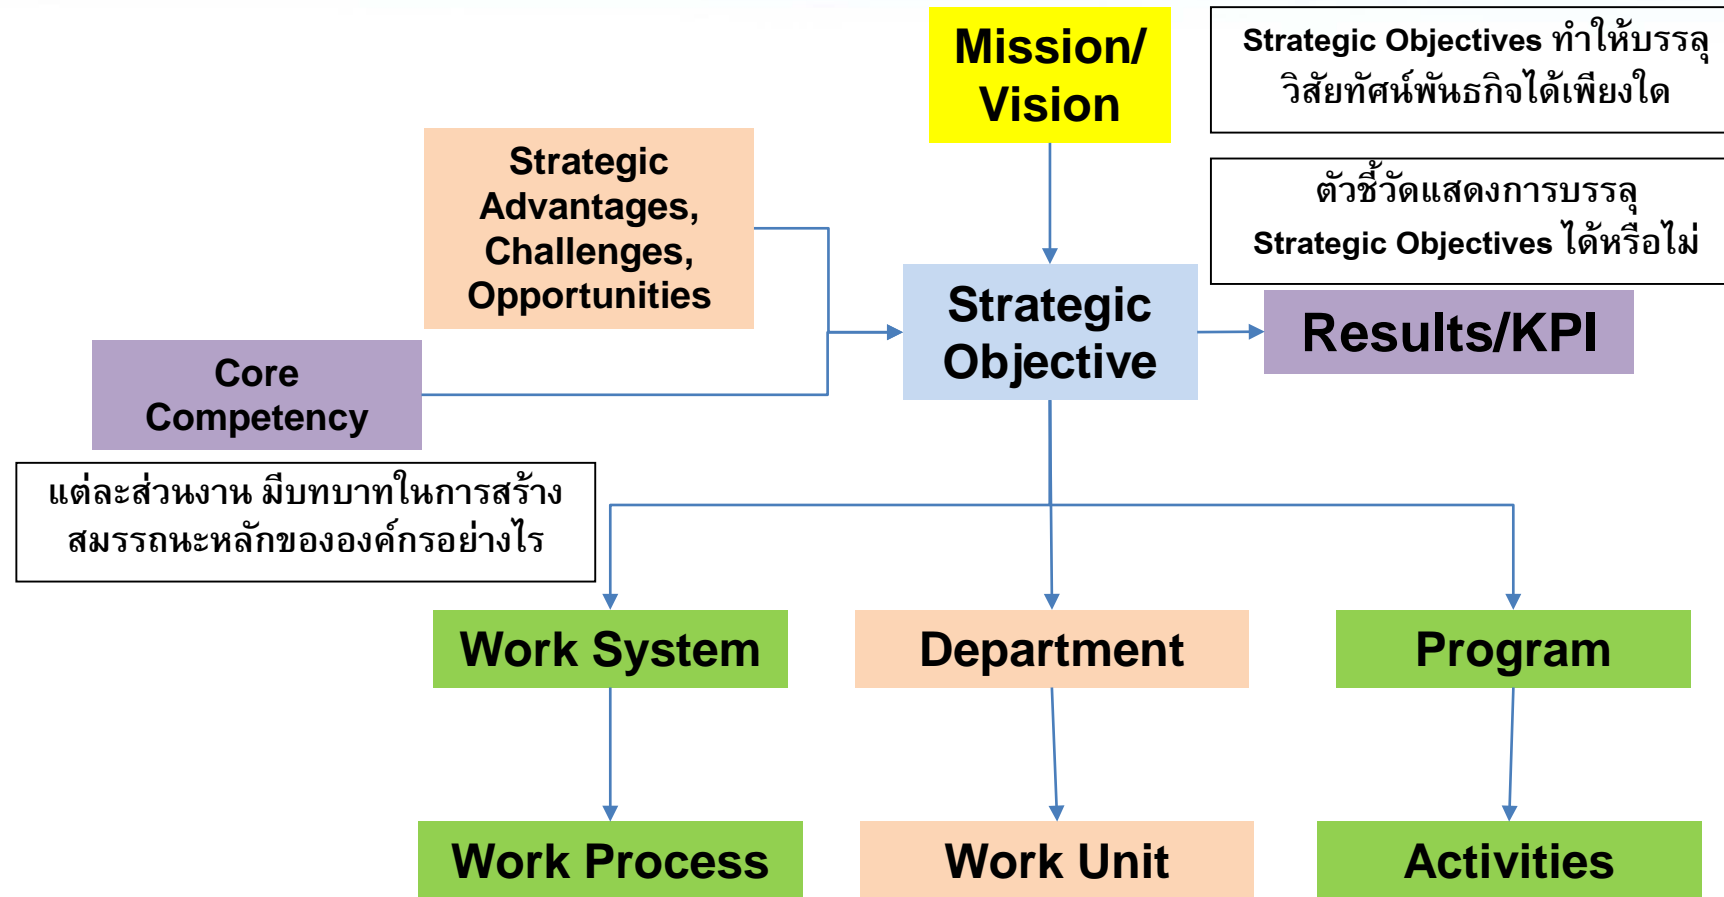 Mission/
Vision
Strategic Objectives ทำให้บรรลุ
วิสัยทัศน์พันธกิจได้เพียงใด
Strategic
Advantages,
Challenges,
Opportunities
ตัวชี้วัดแสดงการบรรลุ
Strategic Objectives ได้หรือไม่
Strategic
Objective
Results/KPI
Core
Competency
แต่ละส่วนงาน มีบทบาทในการสร้าง
สมรรถนะหลักขององค์กรอย่างไร
Work System
Department
Program
Work Process
Work Unit
Activities